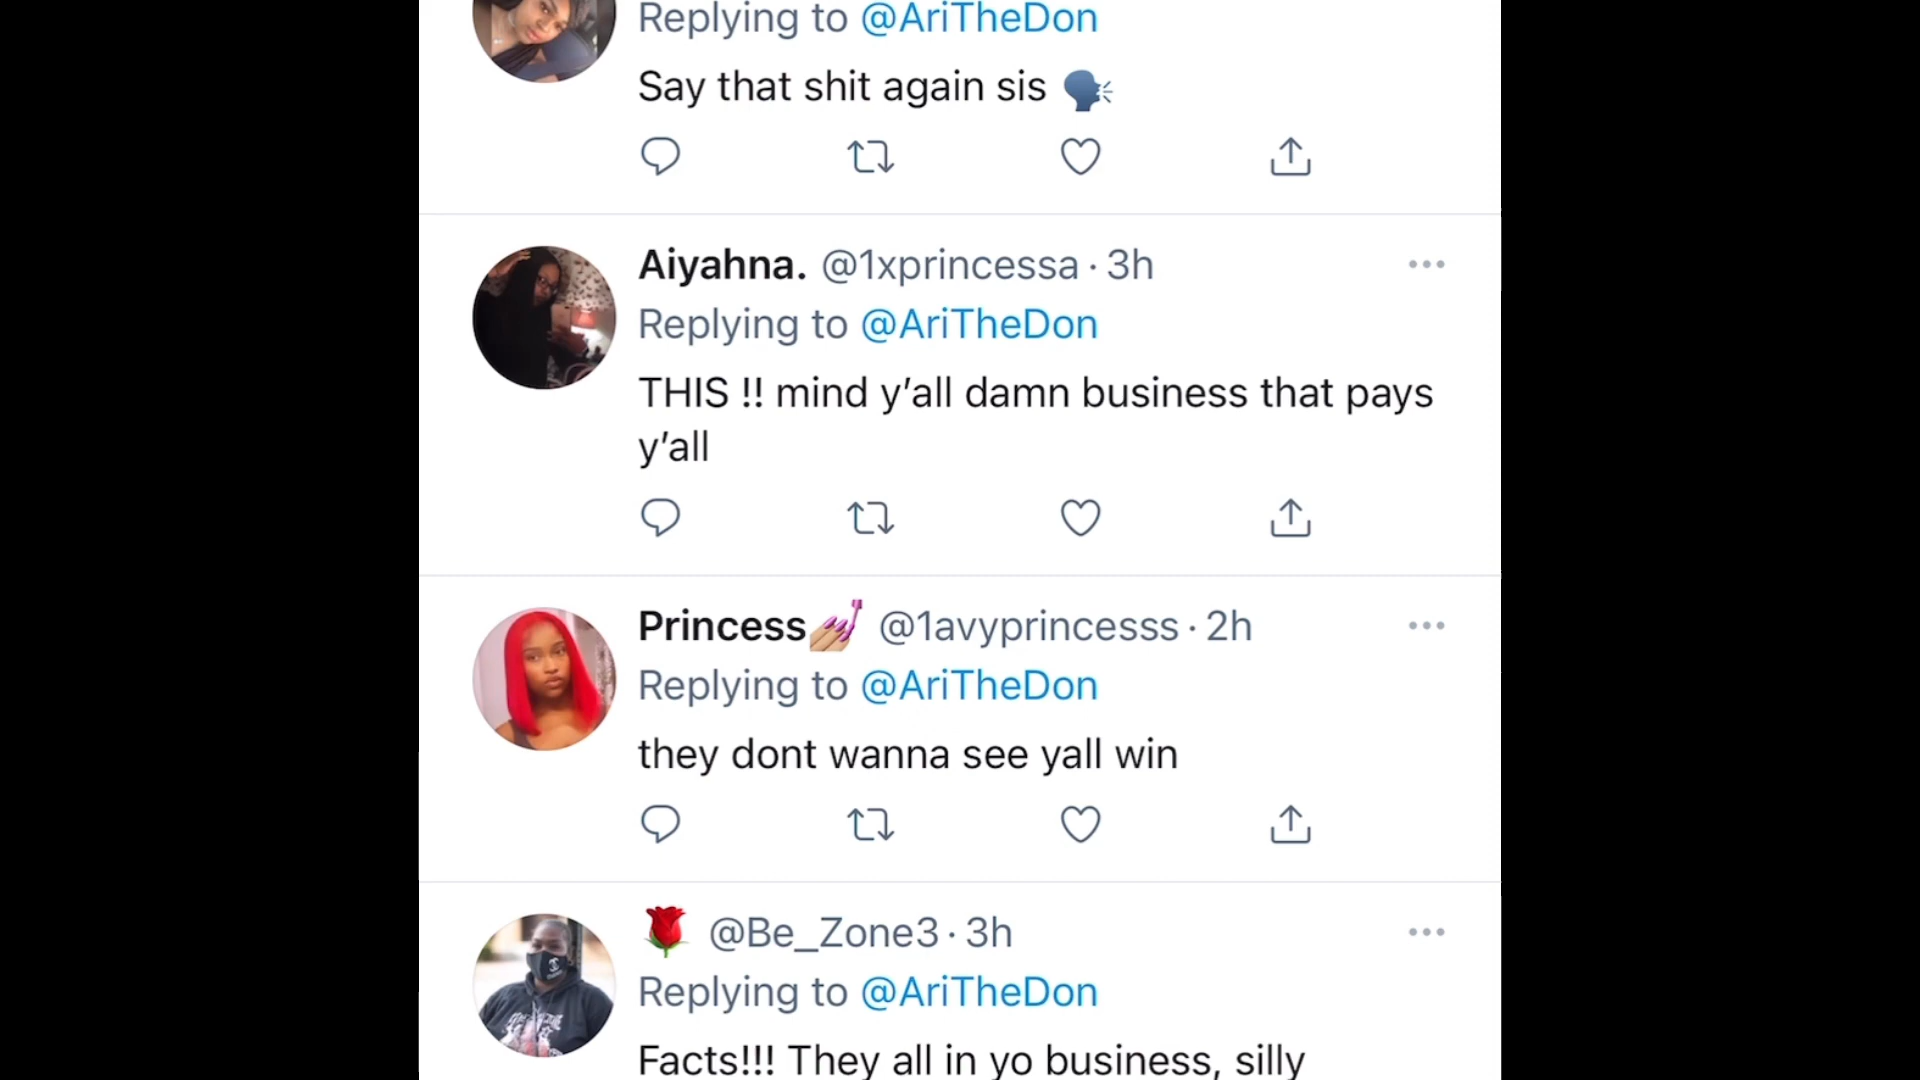 Replying to @AriTheDon
Say that shit again sis
Aiyahna. @1xprincessa · 3h
Replying to @AriTheDon
THIS !! mind y’all damn business that pays
y’all
Princess @1avyprincesss · 2h
Replying to @AriTheDon
they dont wanna see yall win
@Be_Zone3 · 3h
Replying to @AriTheDon
Facts!!! They all in yo business, silly